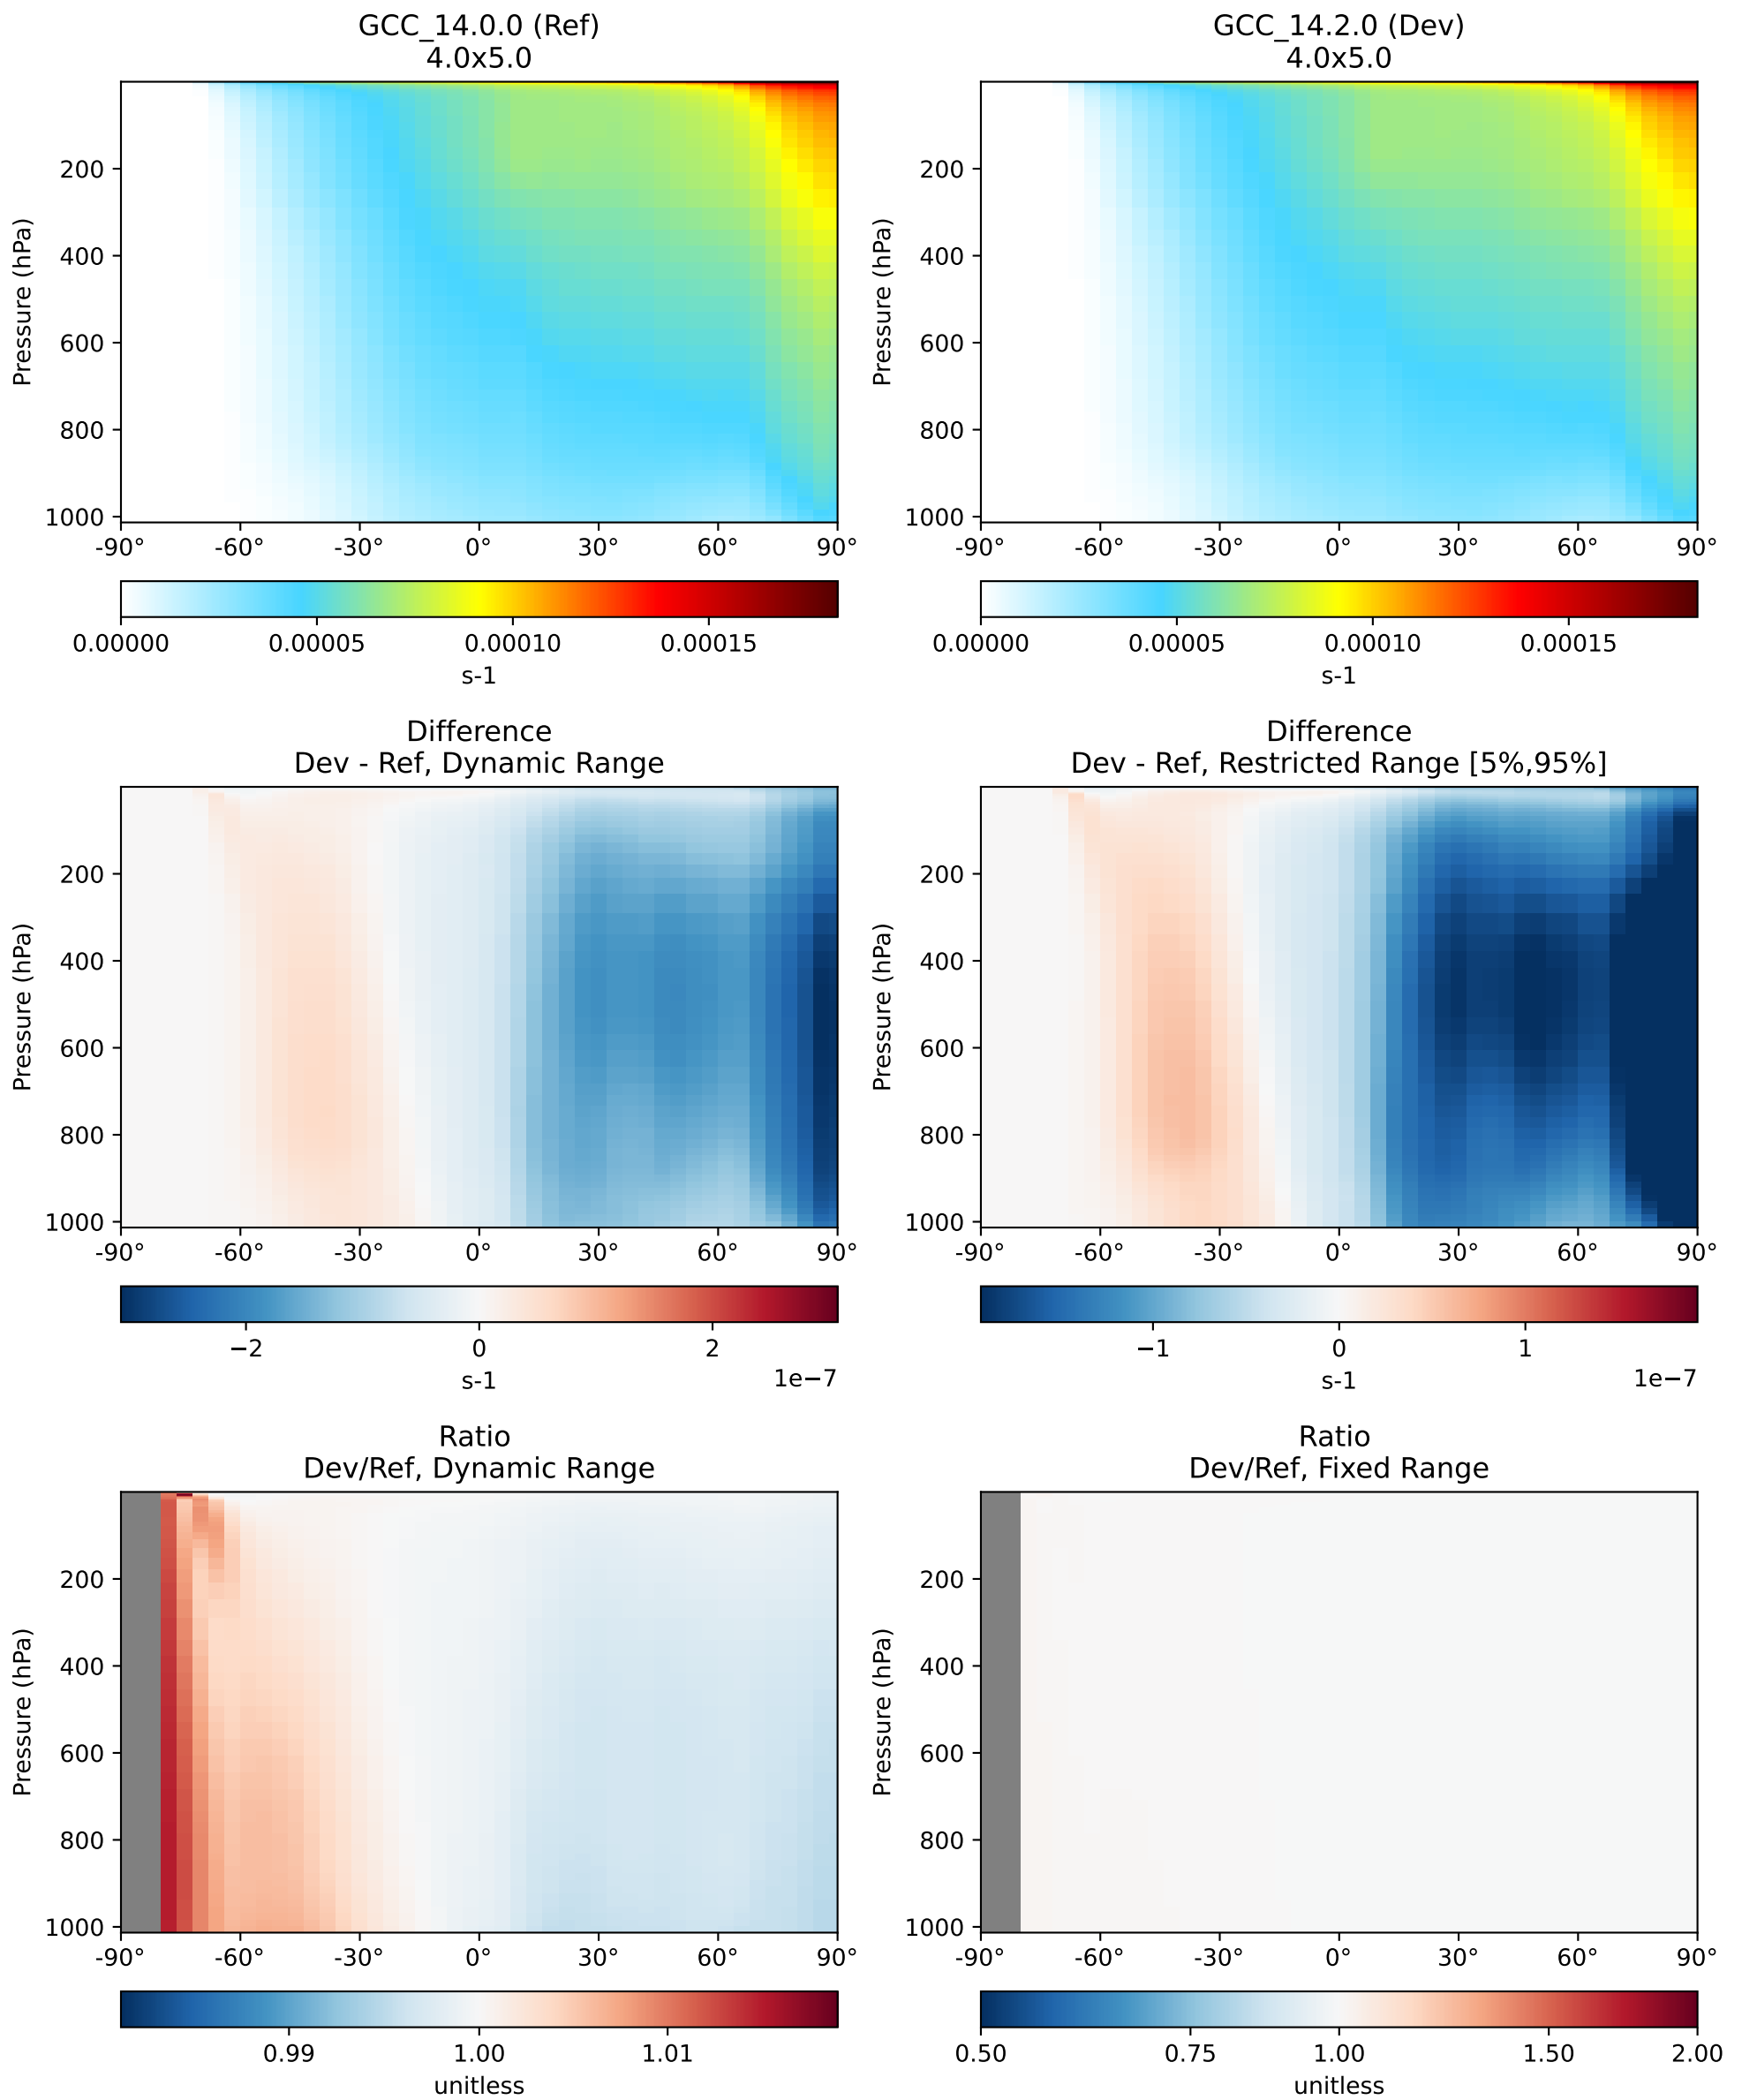 GCC_14.0.0 (Ref)
4.0x5.0
Pressure (hPa)
200
400
600
800
1000
-90° -60° -30° 0° 30° 60° 90°
0.00000 0.00005 0.00010 0.00015
s-1
GCC_14.2.0 (Dev)
4.0x5.0
Pressure (hPa)
200
400
600
800
1000
-90° -60° -30° 0° 30° 60° 90°
0.00000 0.00005 0.00010 0.00015
s-1
Difference
Dev - Ref, Dynamic Range
Pressure (hPa)
200
400
600
800
1000
-90° -60° -30° 0° 30° 60° 90°
−2 0 2
s-1 1e−7
Difference
Dev - Ref, Restricted Range [5%,95%]
Pressure (hPa)
200
400
600
800
1000
-90° -60° -30° 0° 30° 60° 90°
−1 0 1
s-1 1e−7
Ratio
Dev/Ref, Dynamic Range
Pressure (hPa)
200
400
600
800
1000
-90° -60° -30° 0° 30° 60° 90°
0.99 1.00 1.01
unitless
Ratio
Dev/Ref, Fixed Range
Pressure (hPa)
200
400
600
800
1000
-90° -60° -30° 0° 30° 60° 90°
0.50 0.75 1.00 1.50 2.00
unitless